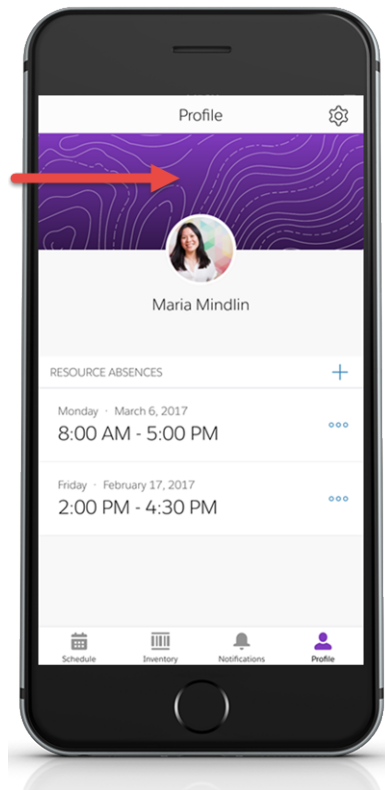 Profile
Maria Mindlin
RESOURCE ABSENCES
Monday · March 6, 2017
8:00 AM - 5:00 PM
Friday · February 17, 2017
2:00 PM - 4:30 PM
Schedule Inventory Notifications Profile